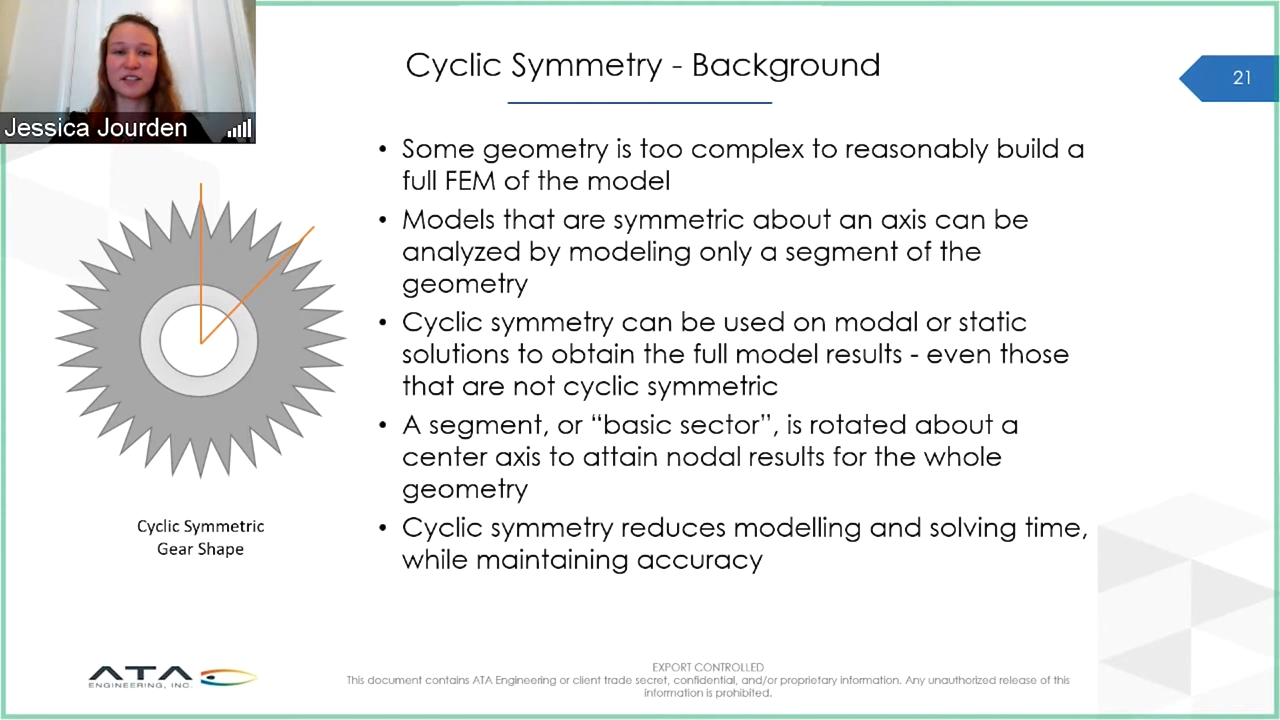 Cyclic Symmetry - Background
21
Jessica Jourden
• Some geometry is too complex to reasonably build a
full FEM of the model
• Models that are symmetric about an axis can be
analyzed by modeling only a segment of the
geometry
• Cyclic symmetry can be used on modal or static
solutions to obtain the full model results - even those
that are not cyclic symmetric
• A segment, or “basic sector”, is rotated about a
center axis to attain nodal results for the whole
geometry
• Cyclic symmetry reduces modelling and solving time,
while maintaining accuracy
Cyclic Symmetric
Gear Shape
ATA
ENGINEERING, INC.
EXPORT CONTROLLED
This document contains ATA Engineering or client trade secret, confidential, and/or proprietary information. Any unauthorized release of this
information is prohibited.